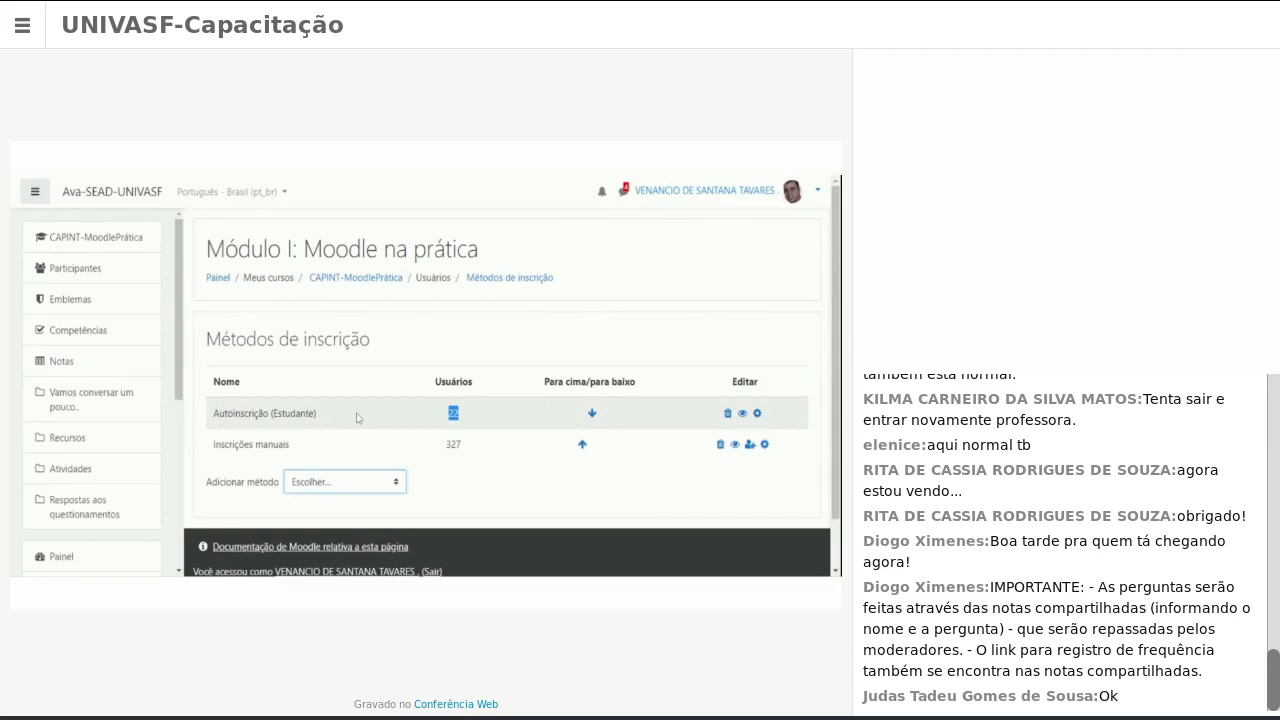 UNIVASF-Capacitação
Ava-SEAD-UNIVASF
Português - Brasil (pt_br)
4
VENANCIO DE SANTANA TAVARES .
CAPINT-MoodlePrática
Participantes
Emblemas
Competências
Notas
Vamos conversar um
pouco..
Recursos
Atividades
Respostas aos
questionamentos
Painel
Módulo I: Moodle na prática
Painel / Meus cursos / CAPINT-MoodlePrática / Usuários / Métodos de inscrição
Métodos de inscrição
Nome Usuários Para cima/para baixo Editar
Autoinscrição (Estudante) 22
Inscrições manuais 327
Adicionar método Escolher...
Documentação de Moodle relativa a esta página
Você acessou como VENANCIO DE SANTANA TAVARES . (Sair)
Gravado no Conferência Web
também está normal.
KILMA CARNEIRO DA SILVA MATOS:Tenta sair e
entrar novamente professora.
elenice:aqui normal tb
RITA DE CASSIA RODRIGUES DE SOUZA:agora
estou vendo...
RITA DE CASSIA RODRIGUES DE SOUZA:obrigado!
Diogo Ximenes:Boa tarde pra quem tá chegando
agora!
Diogo Ximenes:IMPORTANTE: - As perguntas serão
feitas através das notas compartilhadas (informando o
nome e a pergunta) - que serão repassadas pelos
moderadores. - O link para registro de frequência
também se encontra nas notas compartilhadas.
Judas Tadeu Gomes de Sousa:Ok